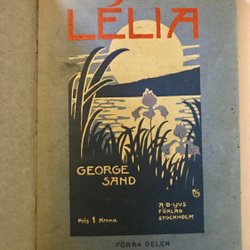 LÉLIA
GEORGE
SAND
Pris 1 Krona
A-B-LJUS
FÖRLAG
STOCKHOLM
FÖRRA DELEN